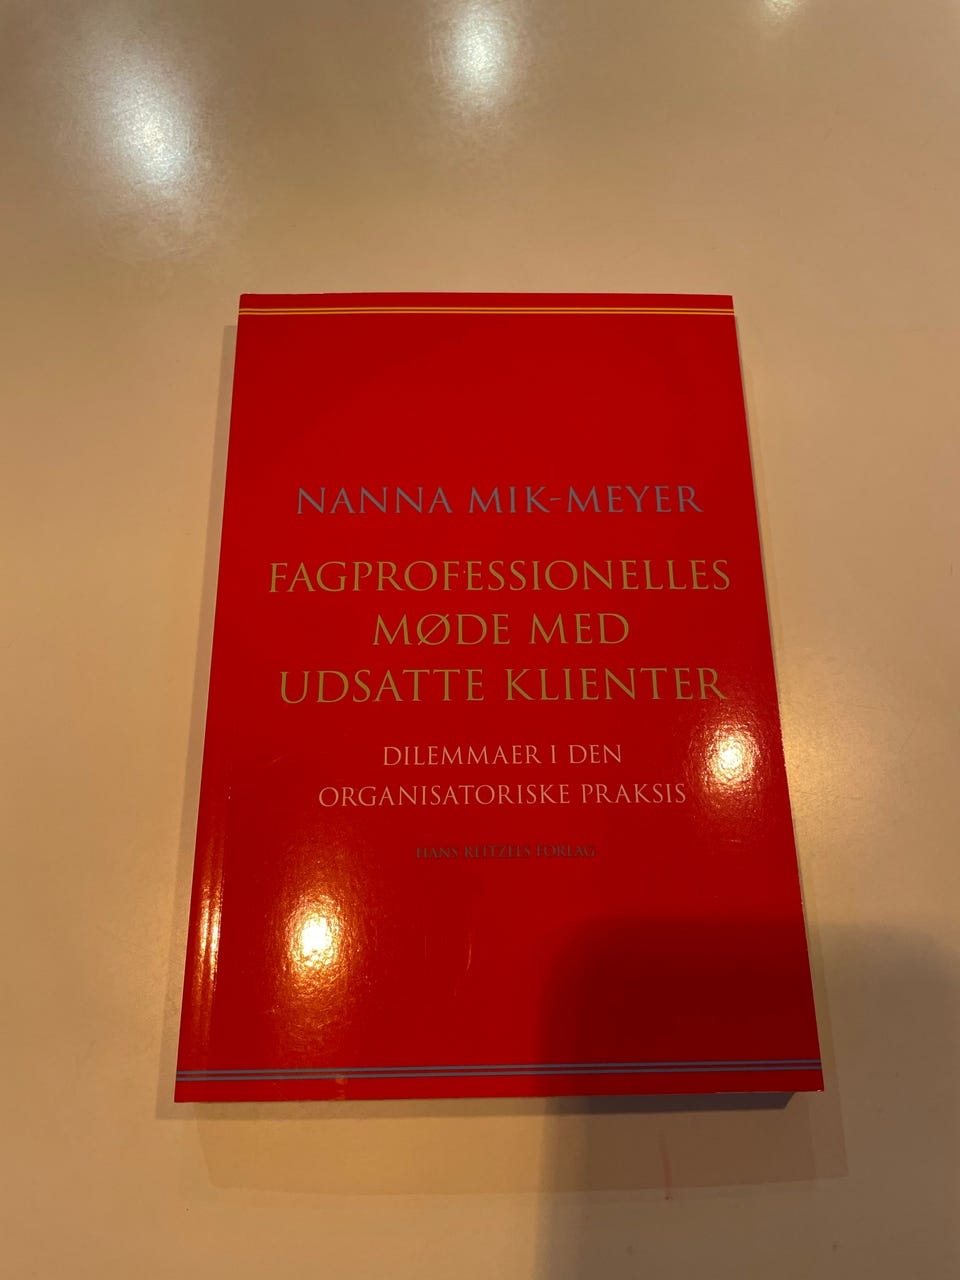 NANNA MIK-MEYER
FAGPROFESSIONELLES
MØDE MED
UDSATTE KLIENTER
DILEMMAER I DEN
ORGANISATORISKE PRAKSIS
HANS REITZELS FORLAG